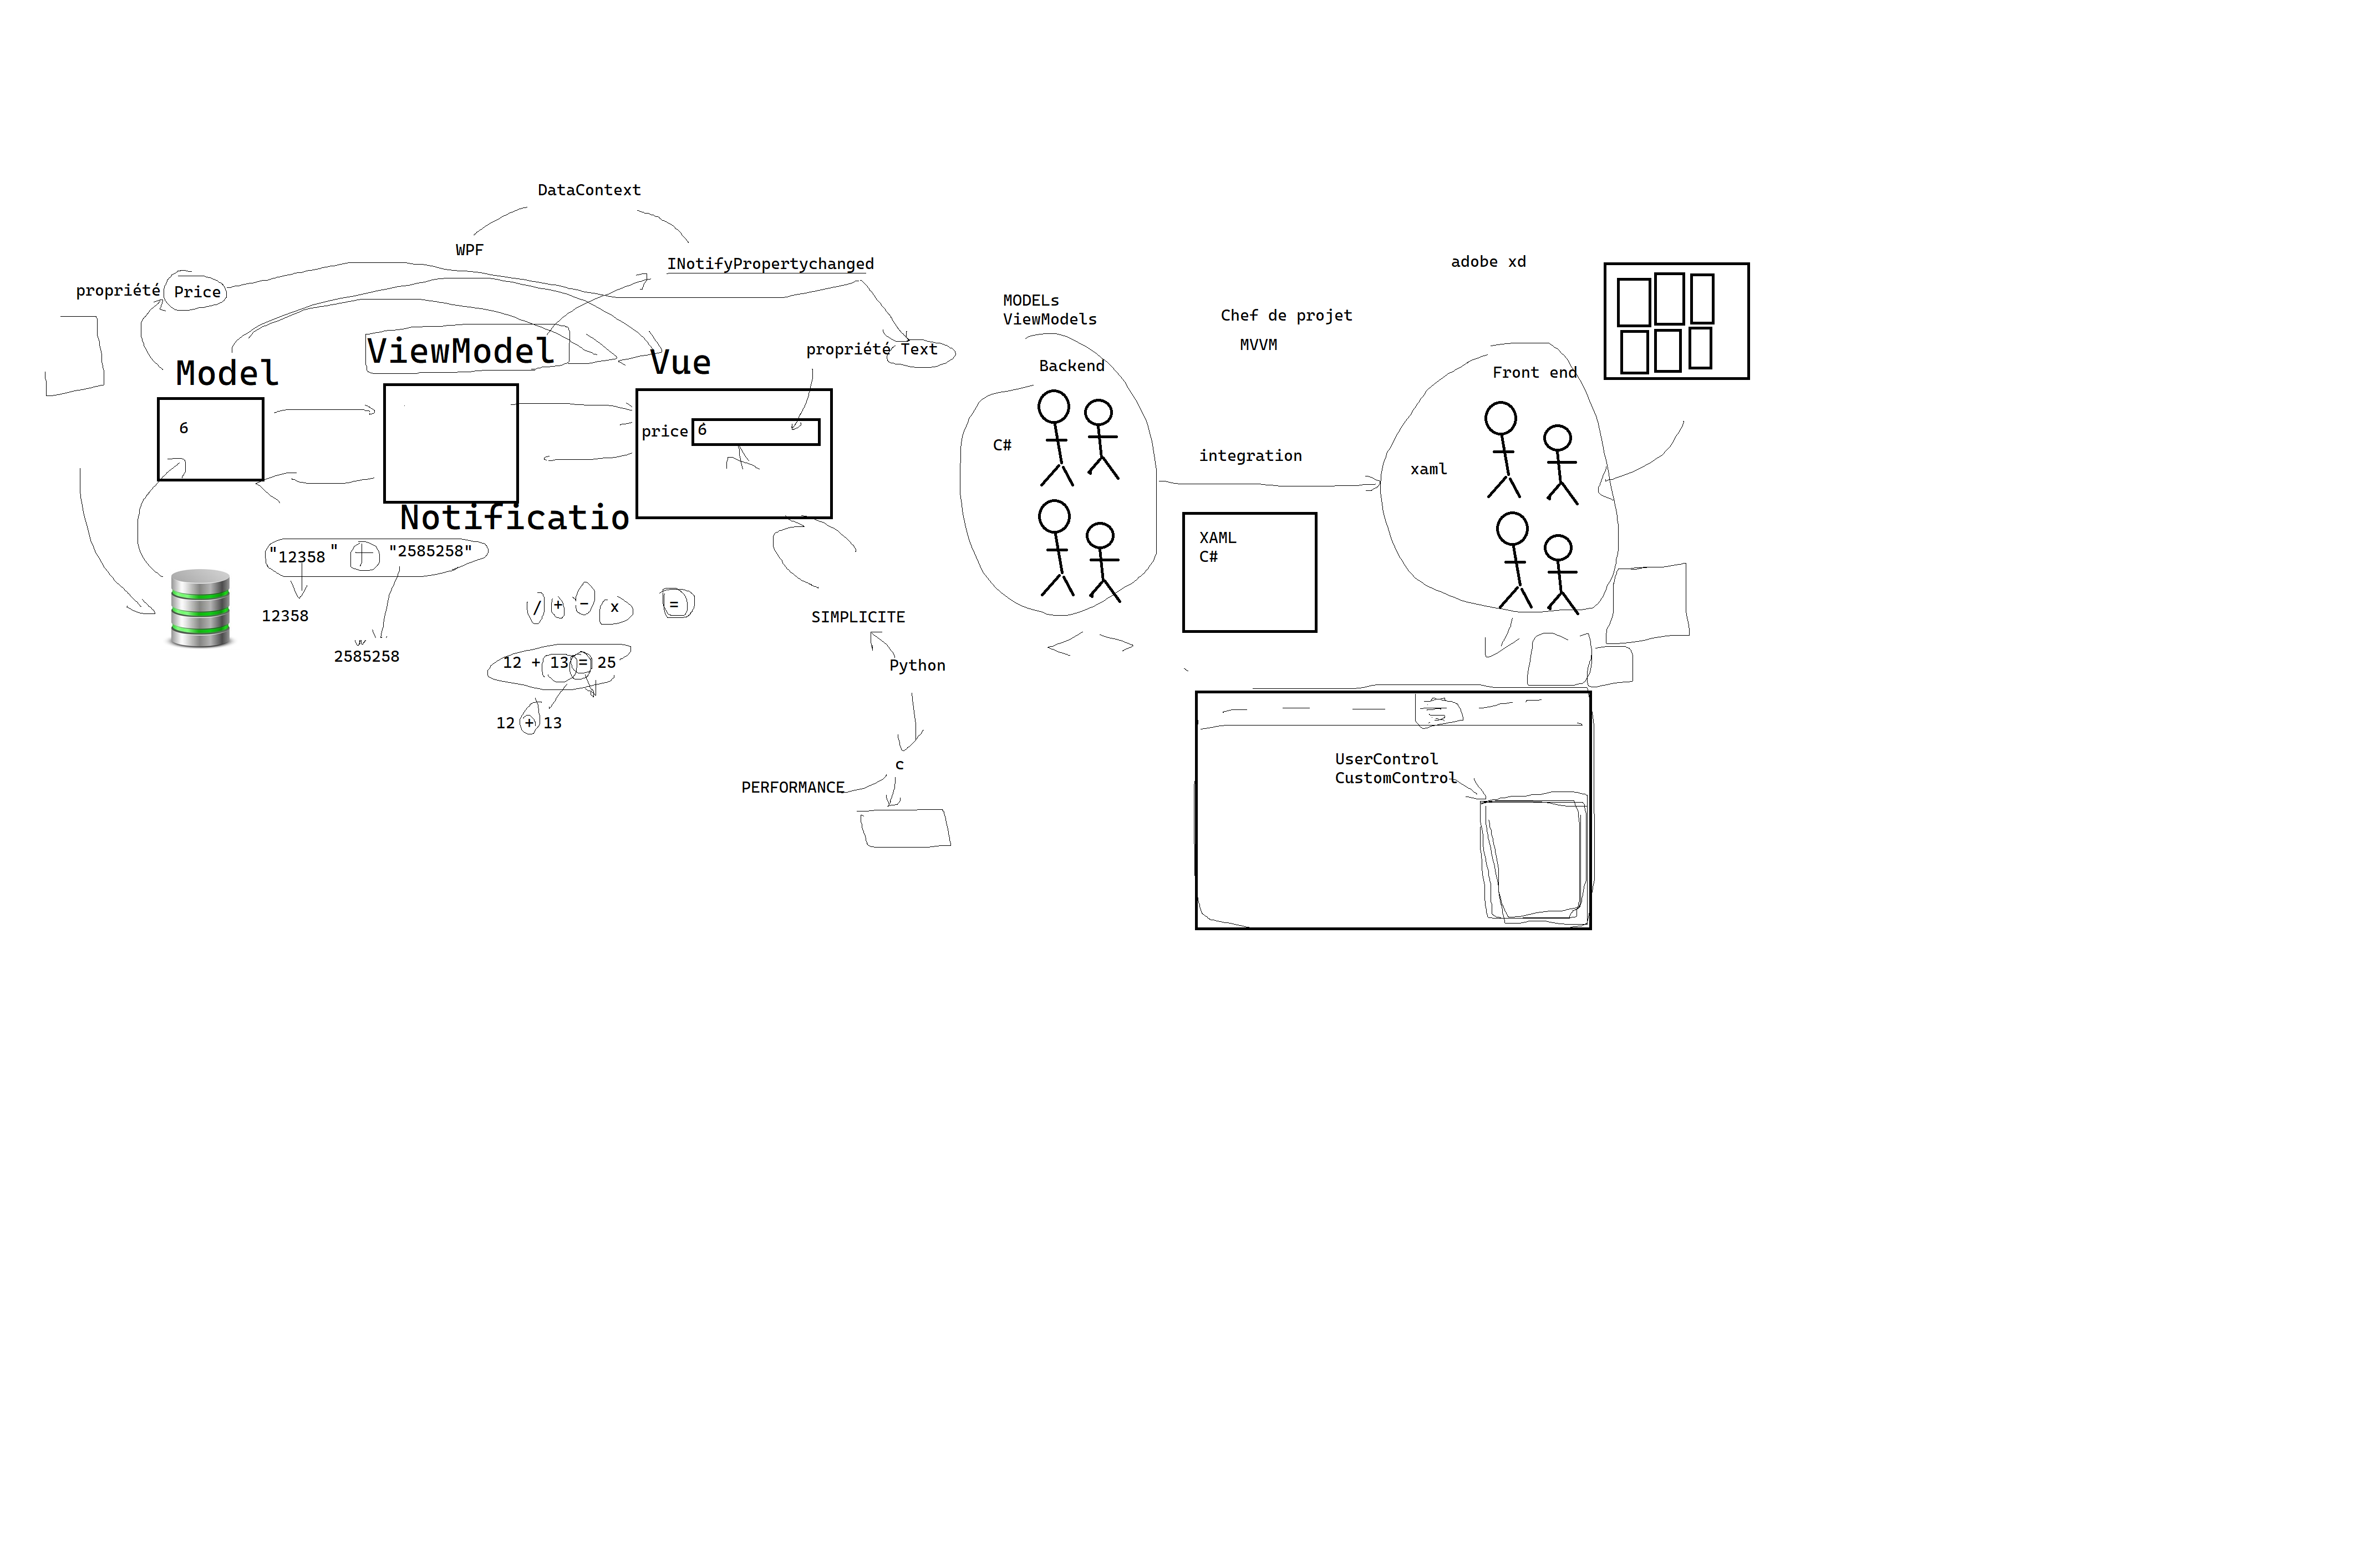 DataContext
WPF
INotifyPropertychanged
propriété Price
Model
ViewModel
Vue
propriété Text
6
price 6
Notificatio
"12358 " + "2585258"
12358
2585258
/ + - x =
12 + 13 = 25
12 + 13
SIMPLICITE
Python
c
PERFORMANCE
MODELs
ViewModels
Backend
C#
Chef de projet
MVVM
integration
XAML
C#
adobe xd
Front end
xaml
UserControl
CustomControl